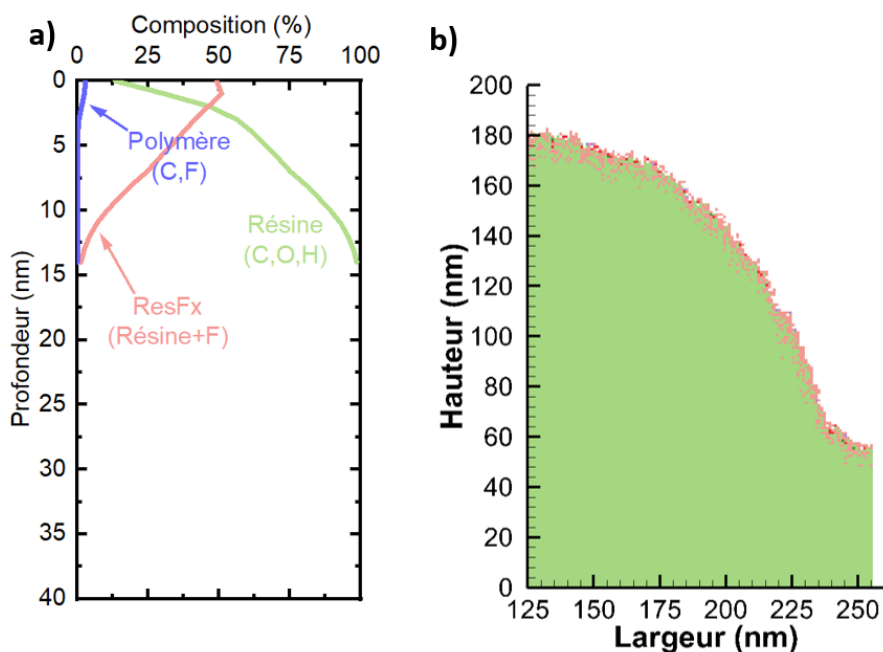 a)
Composition (%)
0 25 50 75 100
0
5
10
15
20
25
30
35
40
Profondeur (nm)
Polymère
(C,F)
Résine
(C,O,H)
ResFx
(Résine+F)
b)
200
180
160
140
120
100
80
60
40
20
0
Hauteur (nm)
125 150 175 200 225 250
Largeur (nm)